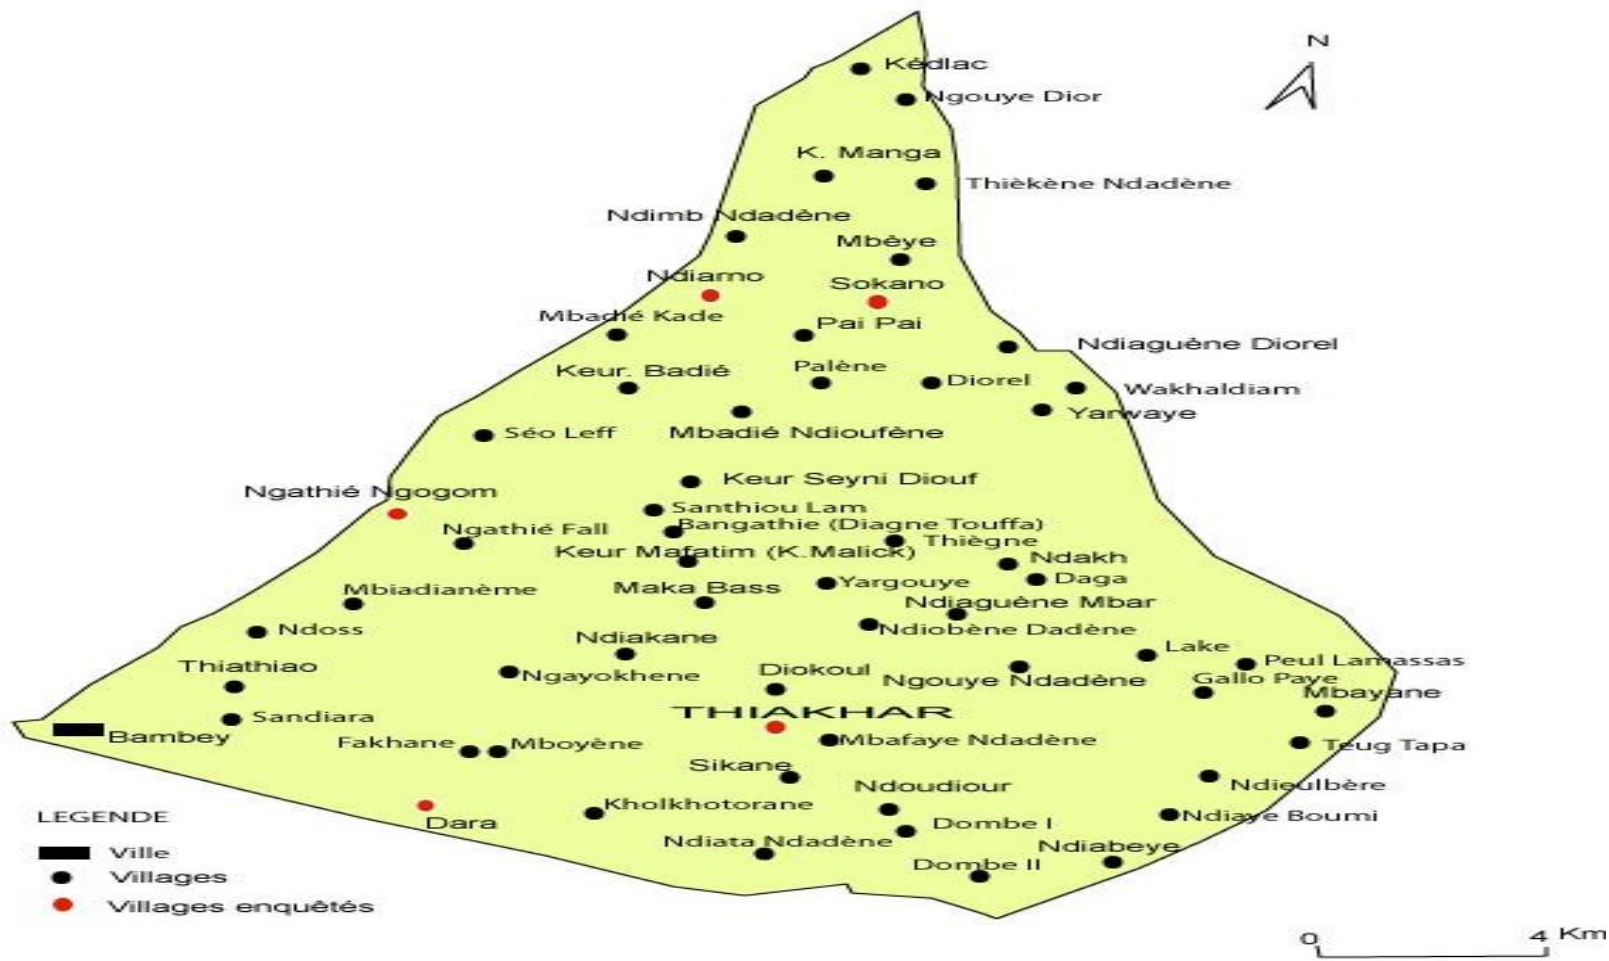 N
Kédlac
Ngouye Dior
K. Manga
Thièkène Ndadène
Ndimb Ndadène
Mbèye
Ndiamo
Sokano
Mbadié Kade
Pai Pai
Ndiaguène Diorel
Keur. Badié
Palène
Diorel
Wakhaldiam
Yarwaye
Séo Leff
Mbadié Ndioufène
Keur Seyni Diouf
Ngathié Ngogom
Santhiou Lam
Ngathié Fall
Bangathie (Diagne Touffa)
Thiègne
Keur Mafatim (K.Malick)
Ndakh
Daga
Mbiadianème
Maka Bass
Yargouye
Ndiaguène Mbar
Ndoss
Ndiobène Dadène
Ndiakane
Lake
Thiathiao
Ngayokhene
Diokoul
Ngouye Ndadène
Peul Lamassas
Gallo Paye
Mbayane
THIAKHAR
Sandiara
Bambey
Fakhane
Mboyène
Mbafaye Ndadène
Teug Tapa
Sikane
Ndoudiour
Ndieulbère
Kholkhotorane
Dara
Dombe I
Ndiaye Boumi
Ndiata Ndadène
Ndiabeye
Dombe II
LEGENDE
Ville
Villages
Villages enquêtés
0 4 Km